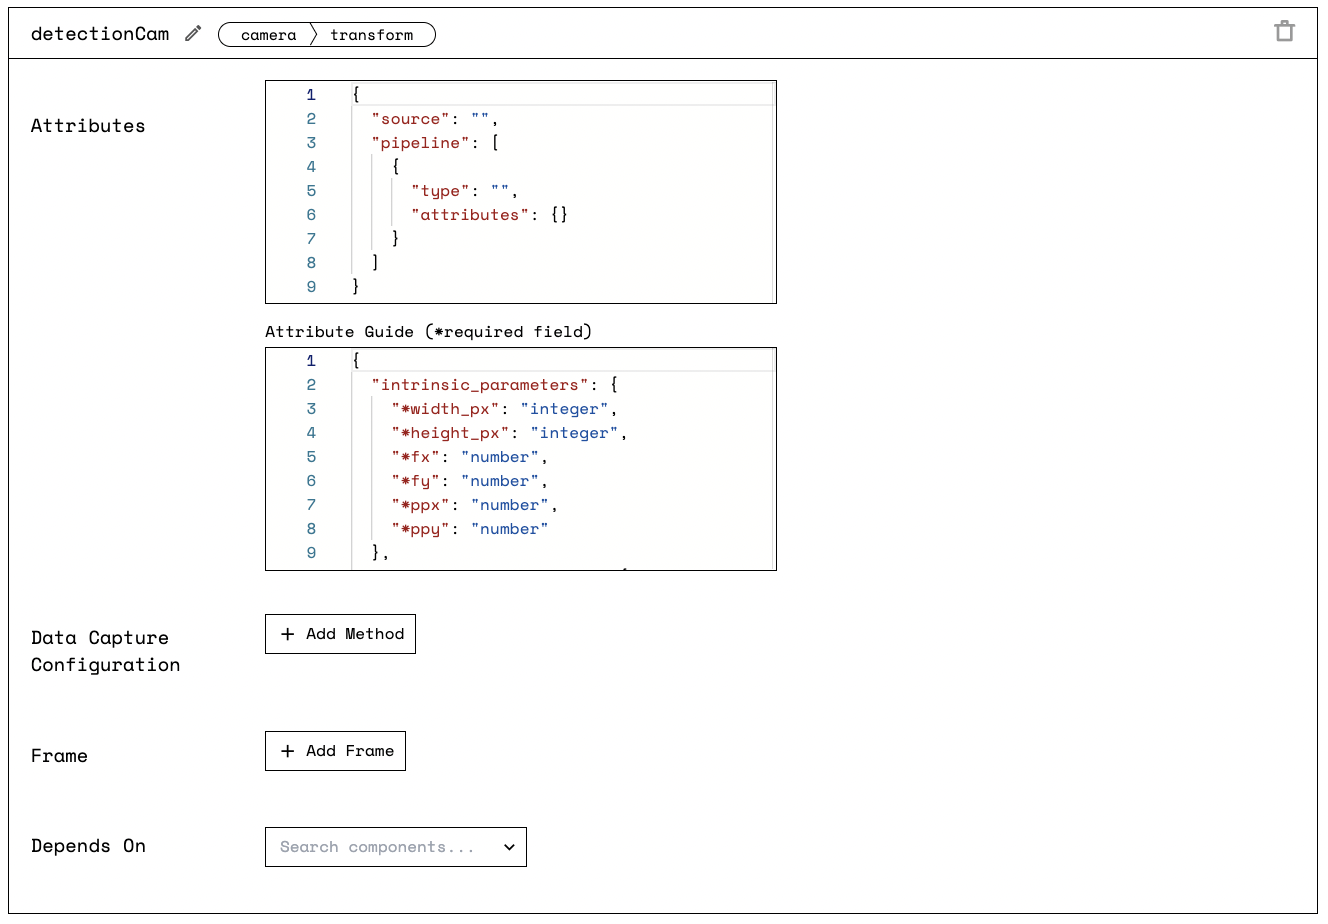 detectionCam camera transform
Attributes
1 {
2 "source": "",
3 "pipeline": [
4 {
5 "type": "",
6 "attributes": {}
7 }
8 ]
9 }
Attribute Guide (*required field)
1 {
2 "intrinsic_parameters": {
3 "*width_px": "integer",
4 "*height_px": "integer",
5 "*fx": "number",
6 "*fy": "number",
7 "*ppx": "number",
8 "*ppy": "number"
9 },
Data Capture
Configuration
+ Add Method
Frame
+ Add Frame
Depends On
Search components...